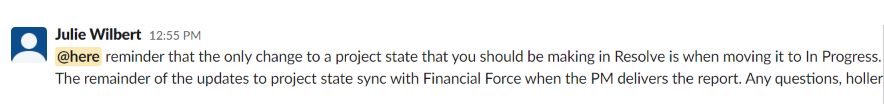 Julie Wilbert 12:55 PM
@here reminder that the only change to a project state that you should be making in Resolve is when moving it to In Progress.
The remainder of the updates to project state sync with Financial Force when the PM delivers the report. Any questions, holler